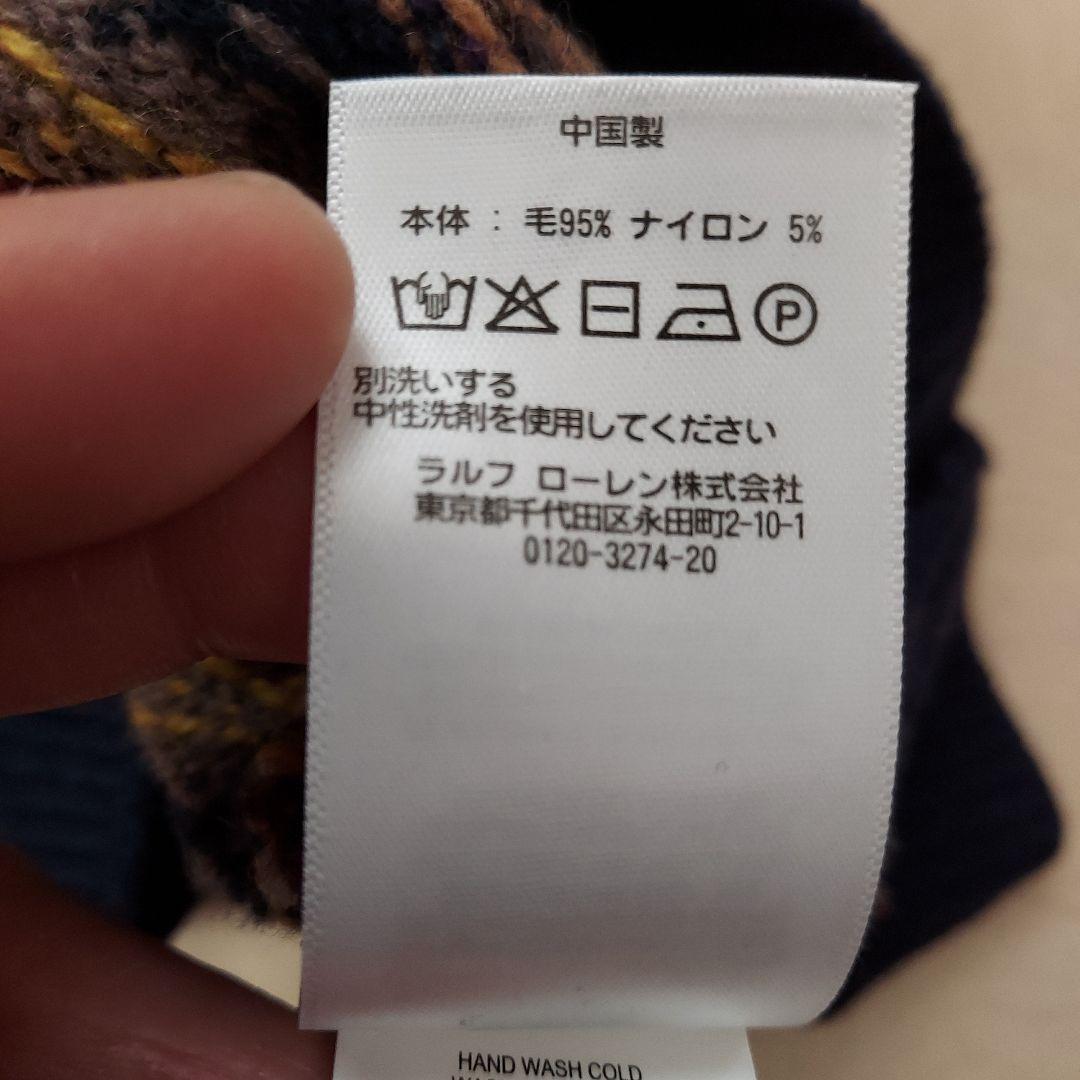 中国製
本体 : 毛95% ナイロン 5%
P
別洗いする
中性洗剤を使用してください
ラルフ ローレン株式会社
東京都千代田区永田町2-10-1
0120-3274-20
HAND WASH COLD